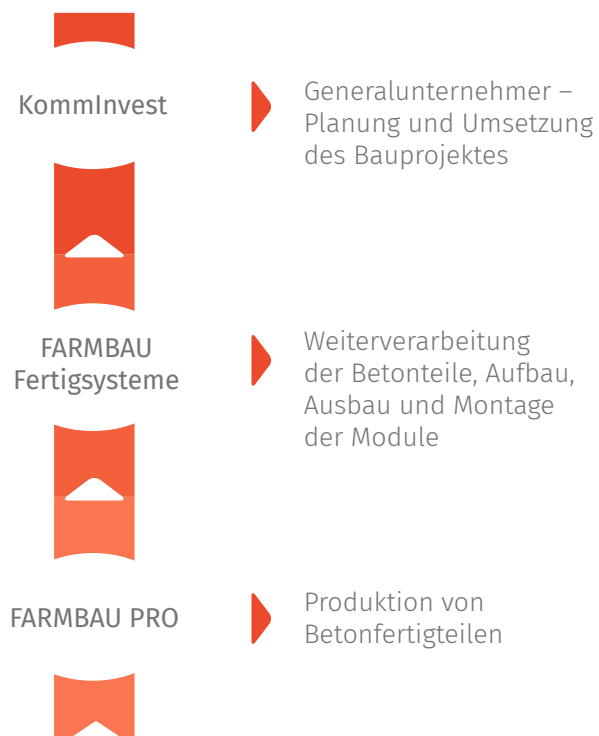 KommInvest
Generalunternehmer –
Planung und Umsetzung
des Bauprojektes
FARMBAU
Fertigsysteme
Weiterverarbeitung
der Betonteile, Aufbau,
Ausbau und Montage
der Module
FARMBAU PRO
Produktion von
Betonfertigteilen